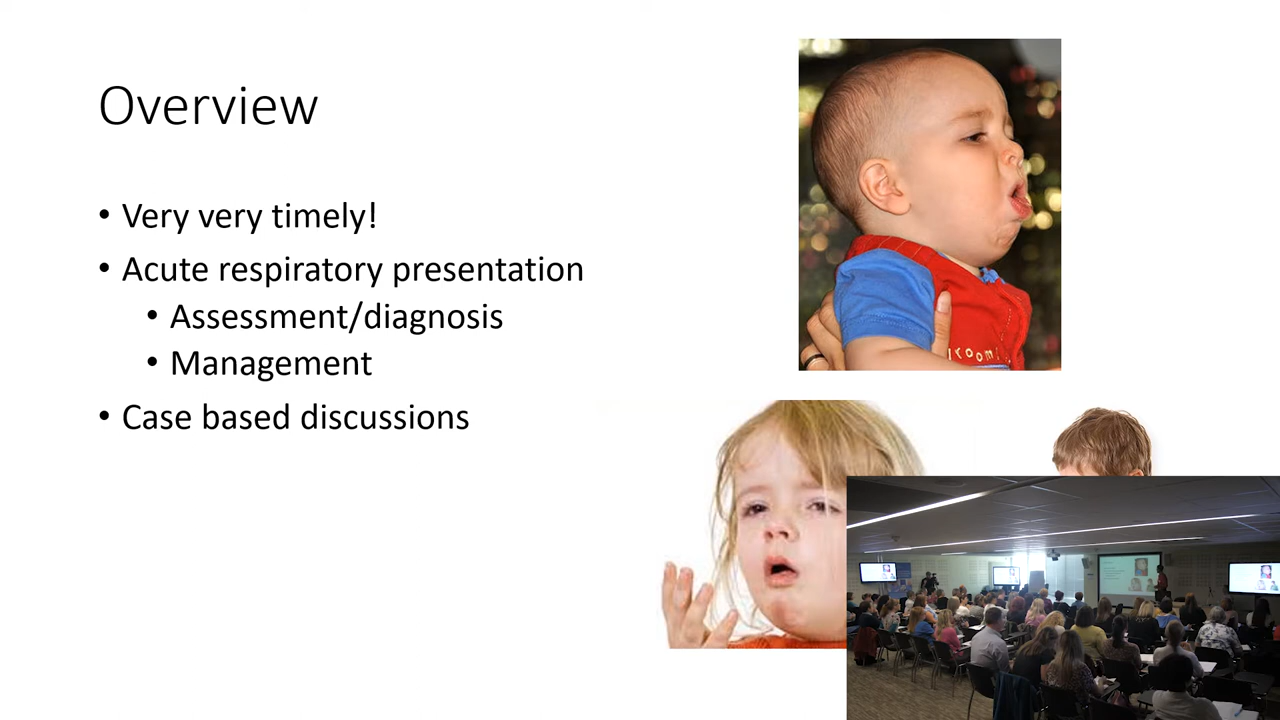 Overview
• Very very timely!
• Acute respiratory presentation
• Assessment/diagnosis
• Management
• Case based discussions